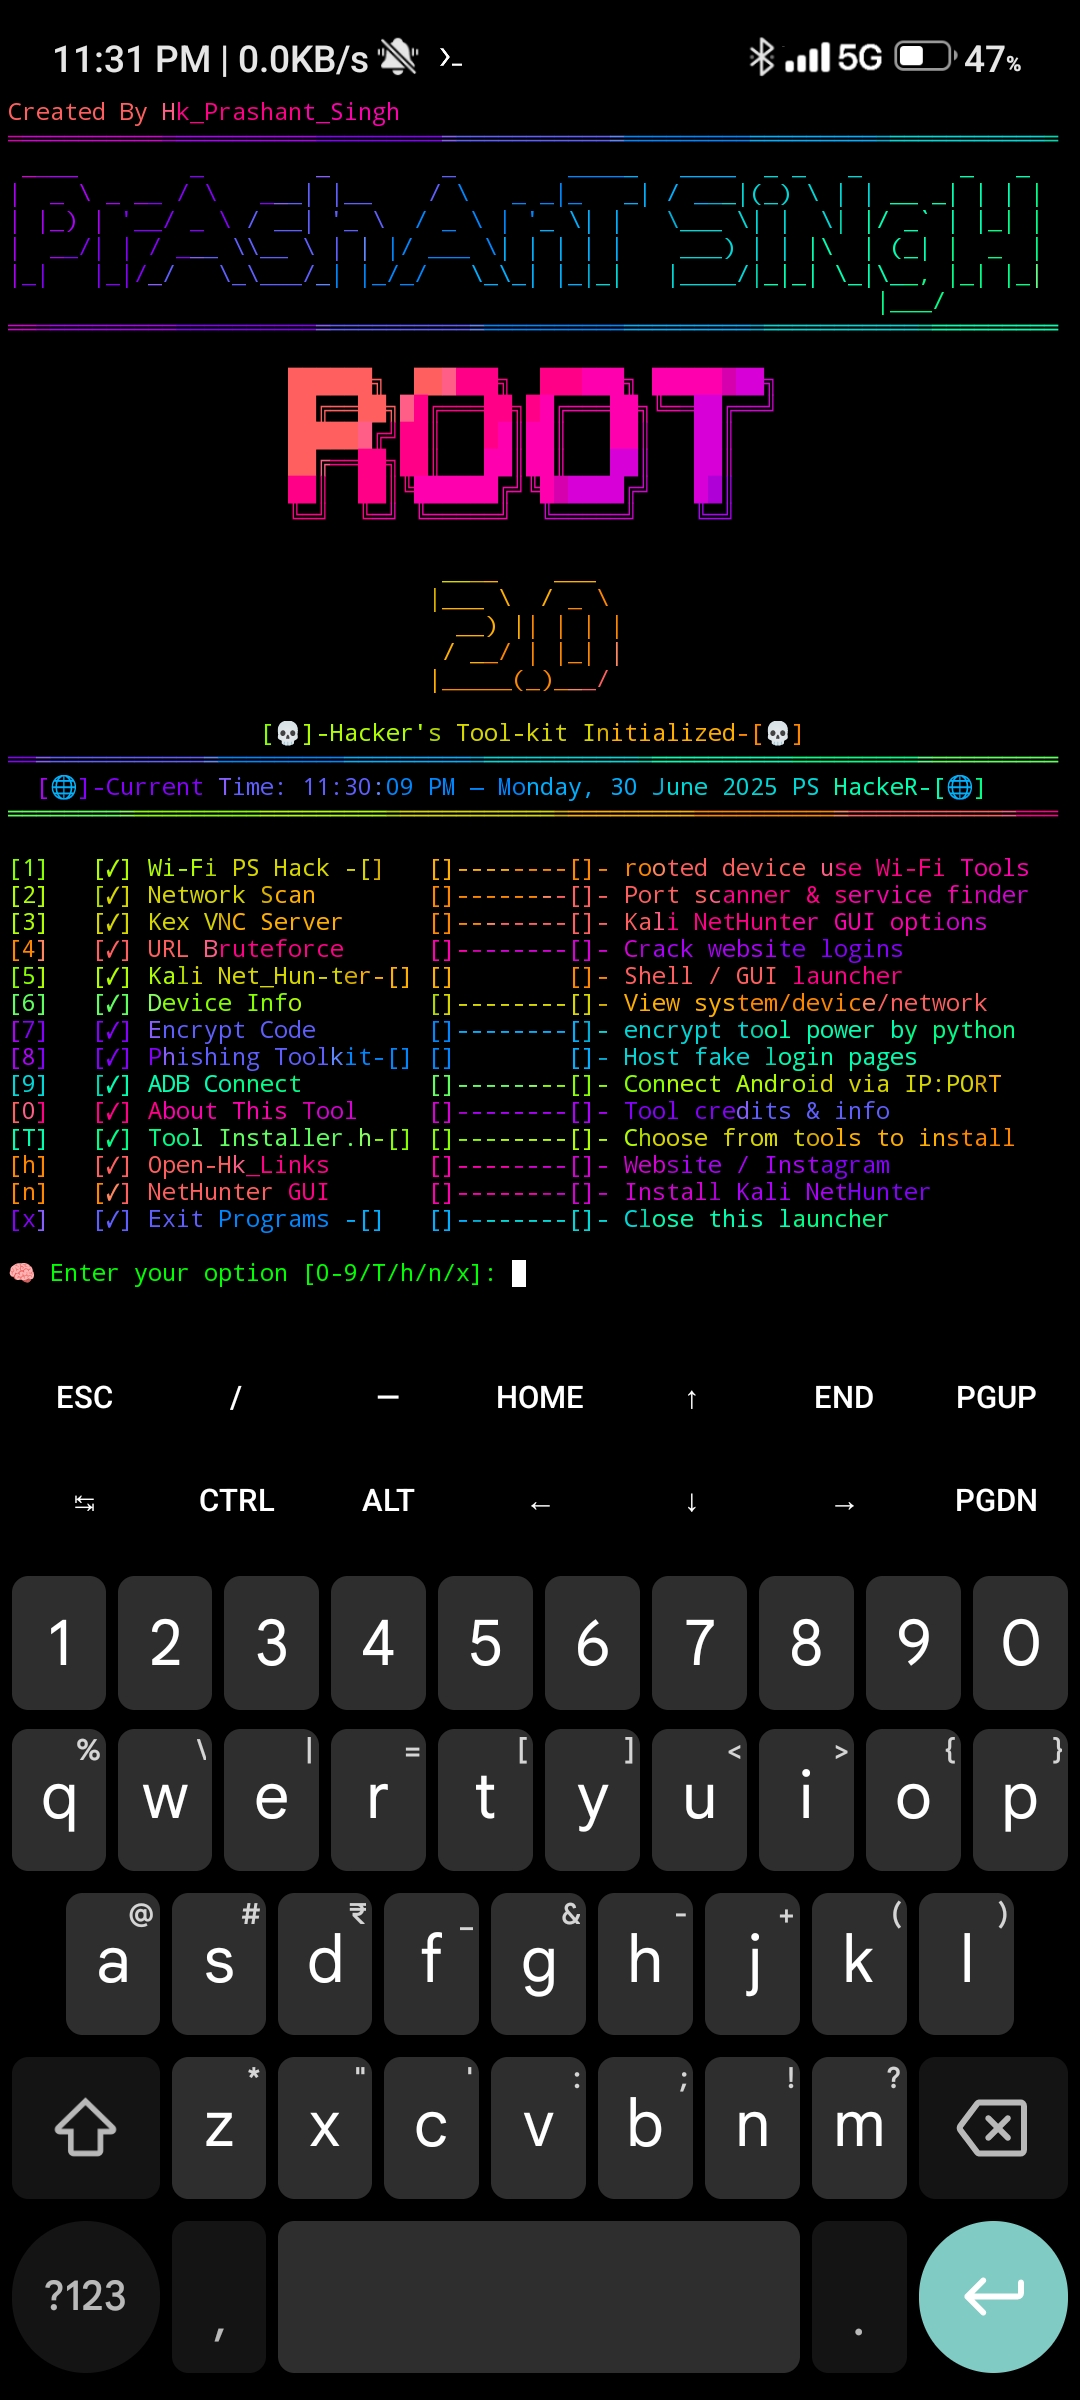 11:31 PM | 0.0KB/s 5G 47%
Created By Hk_Prashant_Singh
PrAshAnT SiNgH
ROOT
2.0
[💀]-Hacker's Tool-kit Initialized-[💀]
[🌐]-Current Time: 11:30:09 PM — Monday, 30 June 2025 PS HackeR-[🌐]
[1] [✓] Wi-Fi PS Hack -[] []--------[]- rooted device use Wi-Fi Tools
[2] [✓] Network Scan []--------[]- Port scanner & service finder
[3] [✓] Kex VNC Server []--------[]- Kali NetHunter GUI options
[4] [✓] URL Bruteforce []--------[]- Crack website logins
[5] [✓] Kali Net_Hun-ter-[] [] []- Shell / GUI launcher
[6] [✓] Device Info []--------[]- View system/device/network
[7] [✓] Encrypt Code []--------[]- encrypt tool power by python
[8] [✓] Phishing Toolkit-[] [] []- Host fake login pages
[9] [✓] ADB Connect []--------[]- Connect Android via IP:PORT
[0] [✓] About This Tool []--------[]- Tool credits & info
[T] [✓] Tool Installer.h-[] []--------[]- Choose from tools to install
[h] [✓] Open-Hk_Links []--------[]- Website / Instagram
[n] [✓] NetHunter GUI []--------[]- Install Kali NetHunter
[x] [✓] Exit Programs -[] []--------[]- Close this launcher
🧠 Enter your option [0-9/T/h/n/x]:
ESC / — HOME ↑ END PGUP
↹ CTRL ALT ← ↓ → PGDN
1 2 3 4 5 6 7 8 9 0
% \ | = [ ] < > { }
q w e r t y u i o p
@ # ₹ _ & - + ( )
a s d f g h j k l
* " ' : ; ! ?
z x c v b n m
?123 , .